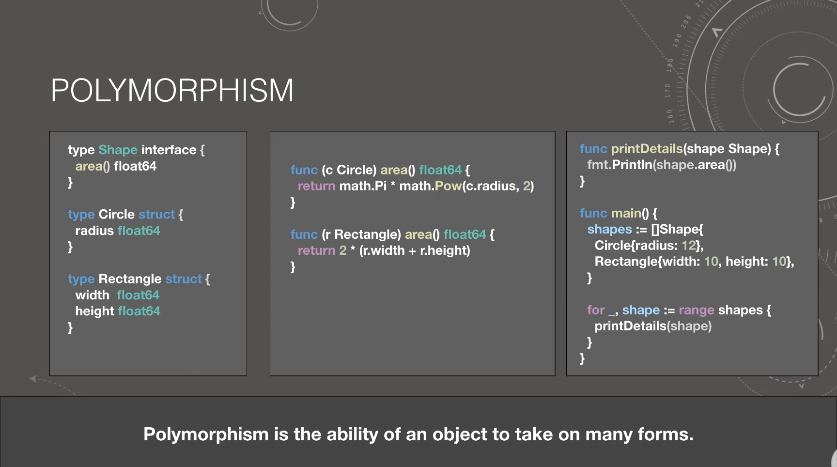 POLYMORPHISM
type Shape interface {
area() float64
}
type Circle struct {
radius float64
}
type Rectangle struct {
width float64
height float64
}
func (c Circle) area() float64 {
return math.Pi * math.Pow(c.radius, 2)
}
func (r Rectangle) area() float64 {
return 2 * (r.width + r.height)
}
func printDetails(shape Shape) {
fmt.Println(shape.area())
}
func main() {
shapes := []Shape{
Circle{radius: 12},
Rectangle{width: 10, height: 10},
}
for _, shape := range shapes {
printDetails(shape)
}
}
Polymorphism is the ability of an object to take on many forms.